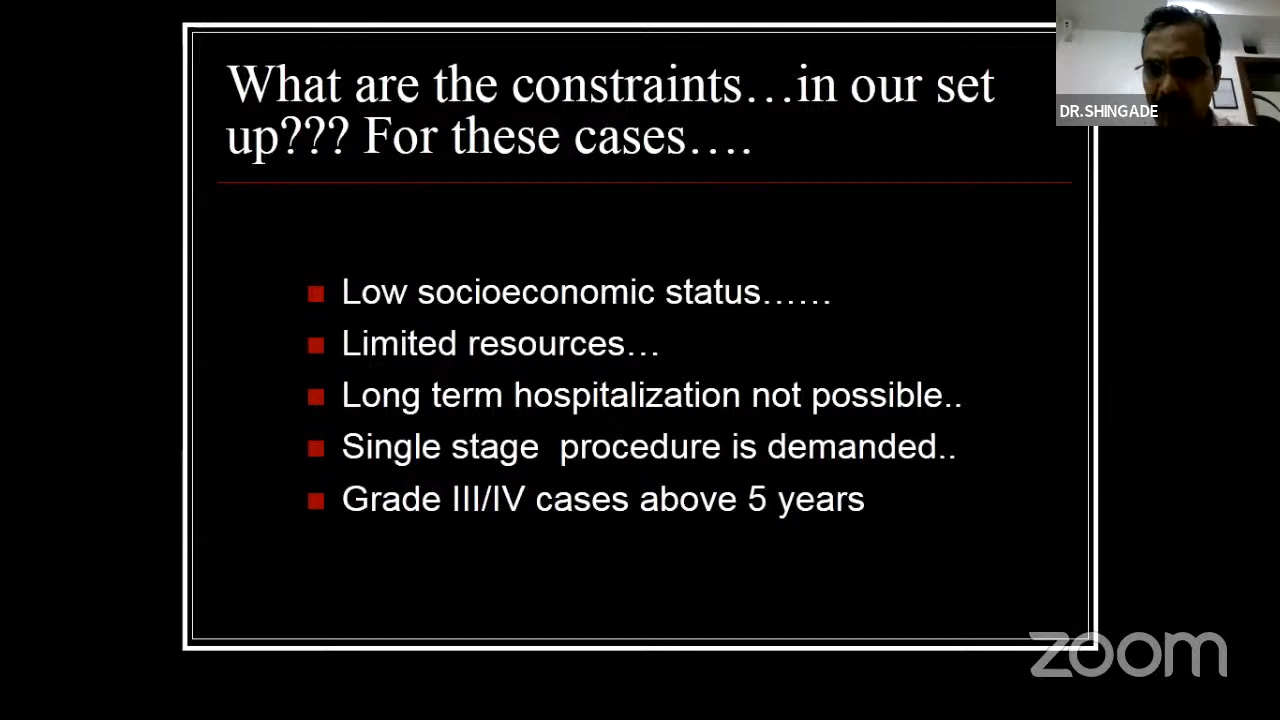 What are the constraints…in our set
up??? For these cases….
DR.SHINGADE
Low socioeconomic status……
Limited resources…
Long term hospitalization not possible..
Single stage  procedure is demanded..
Grade III/IV cases above 5 years
zoom